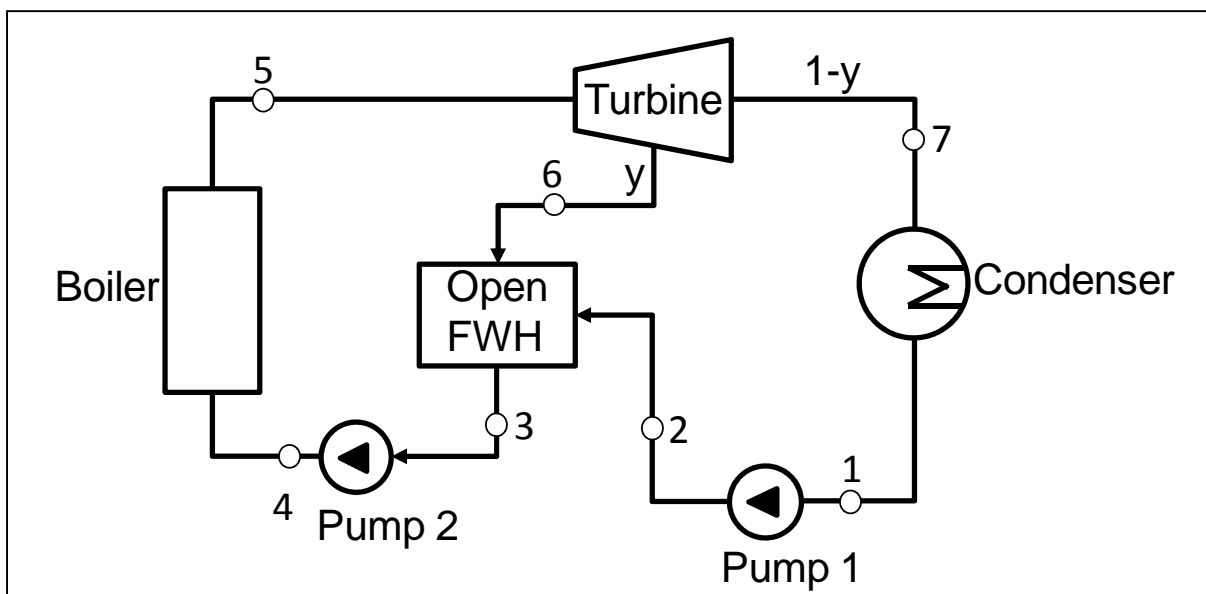 5
Turbine
1-y
7
6
y
Boiler
Open
FWH
Condenser
3
2
4
1
Pump 2
Pump 1